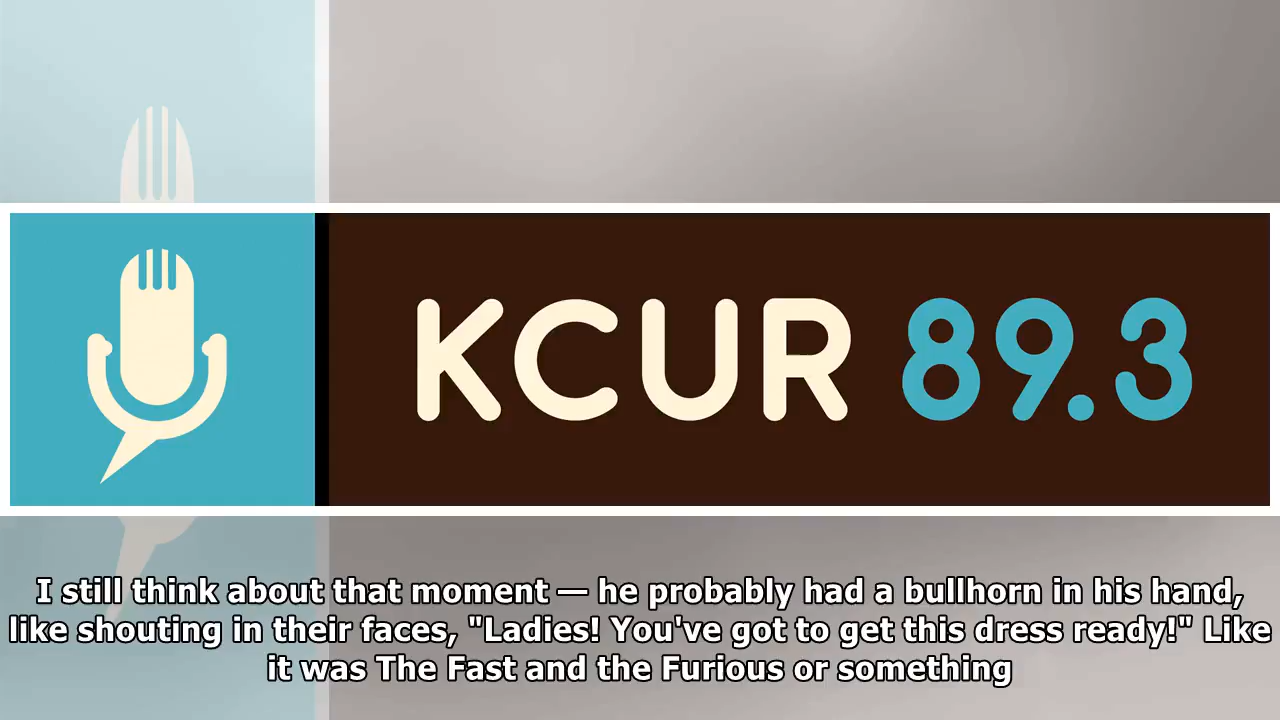 KCUR 89.3
I still think about that moment — he probably had a bullhorn in his hand,
like shouting in their faces, "Ladies! You've got to get this dress ready!" Like
it was The Fast and the Furious or something